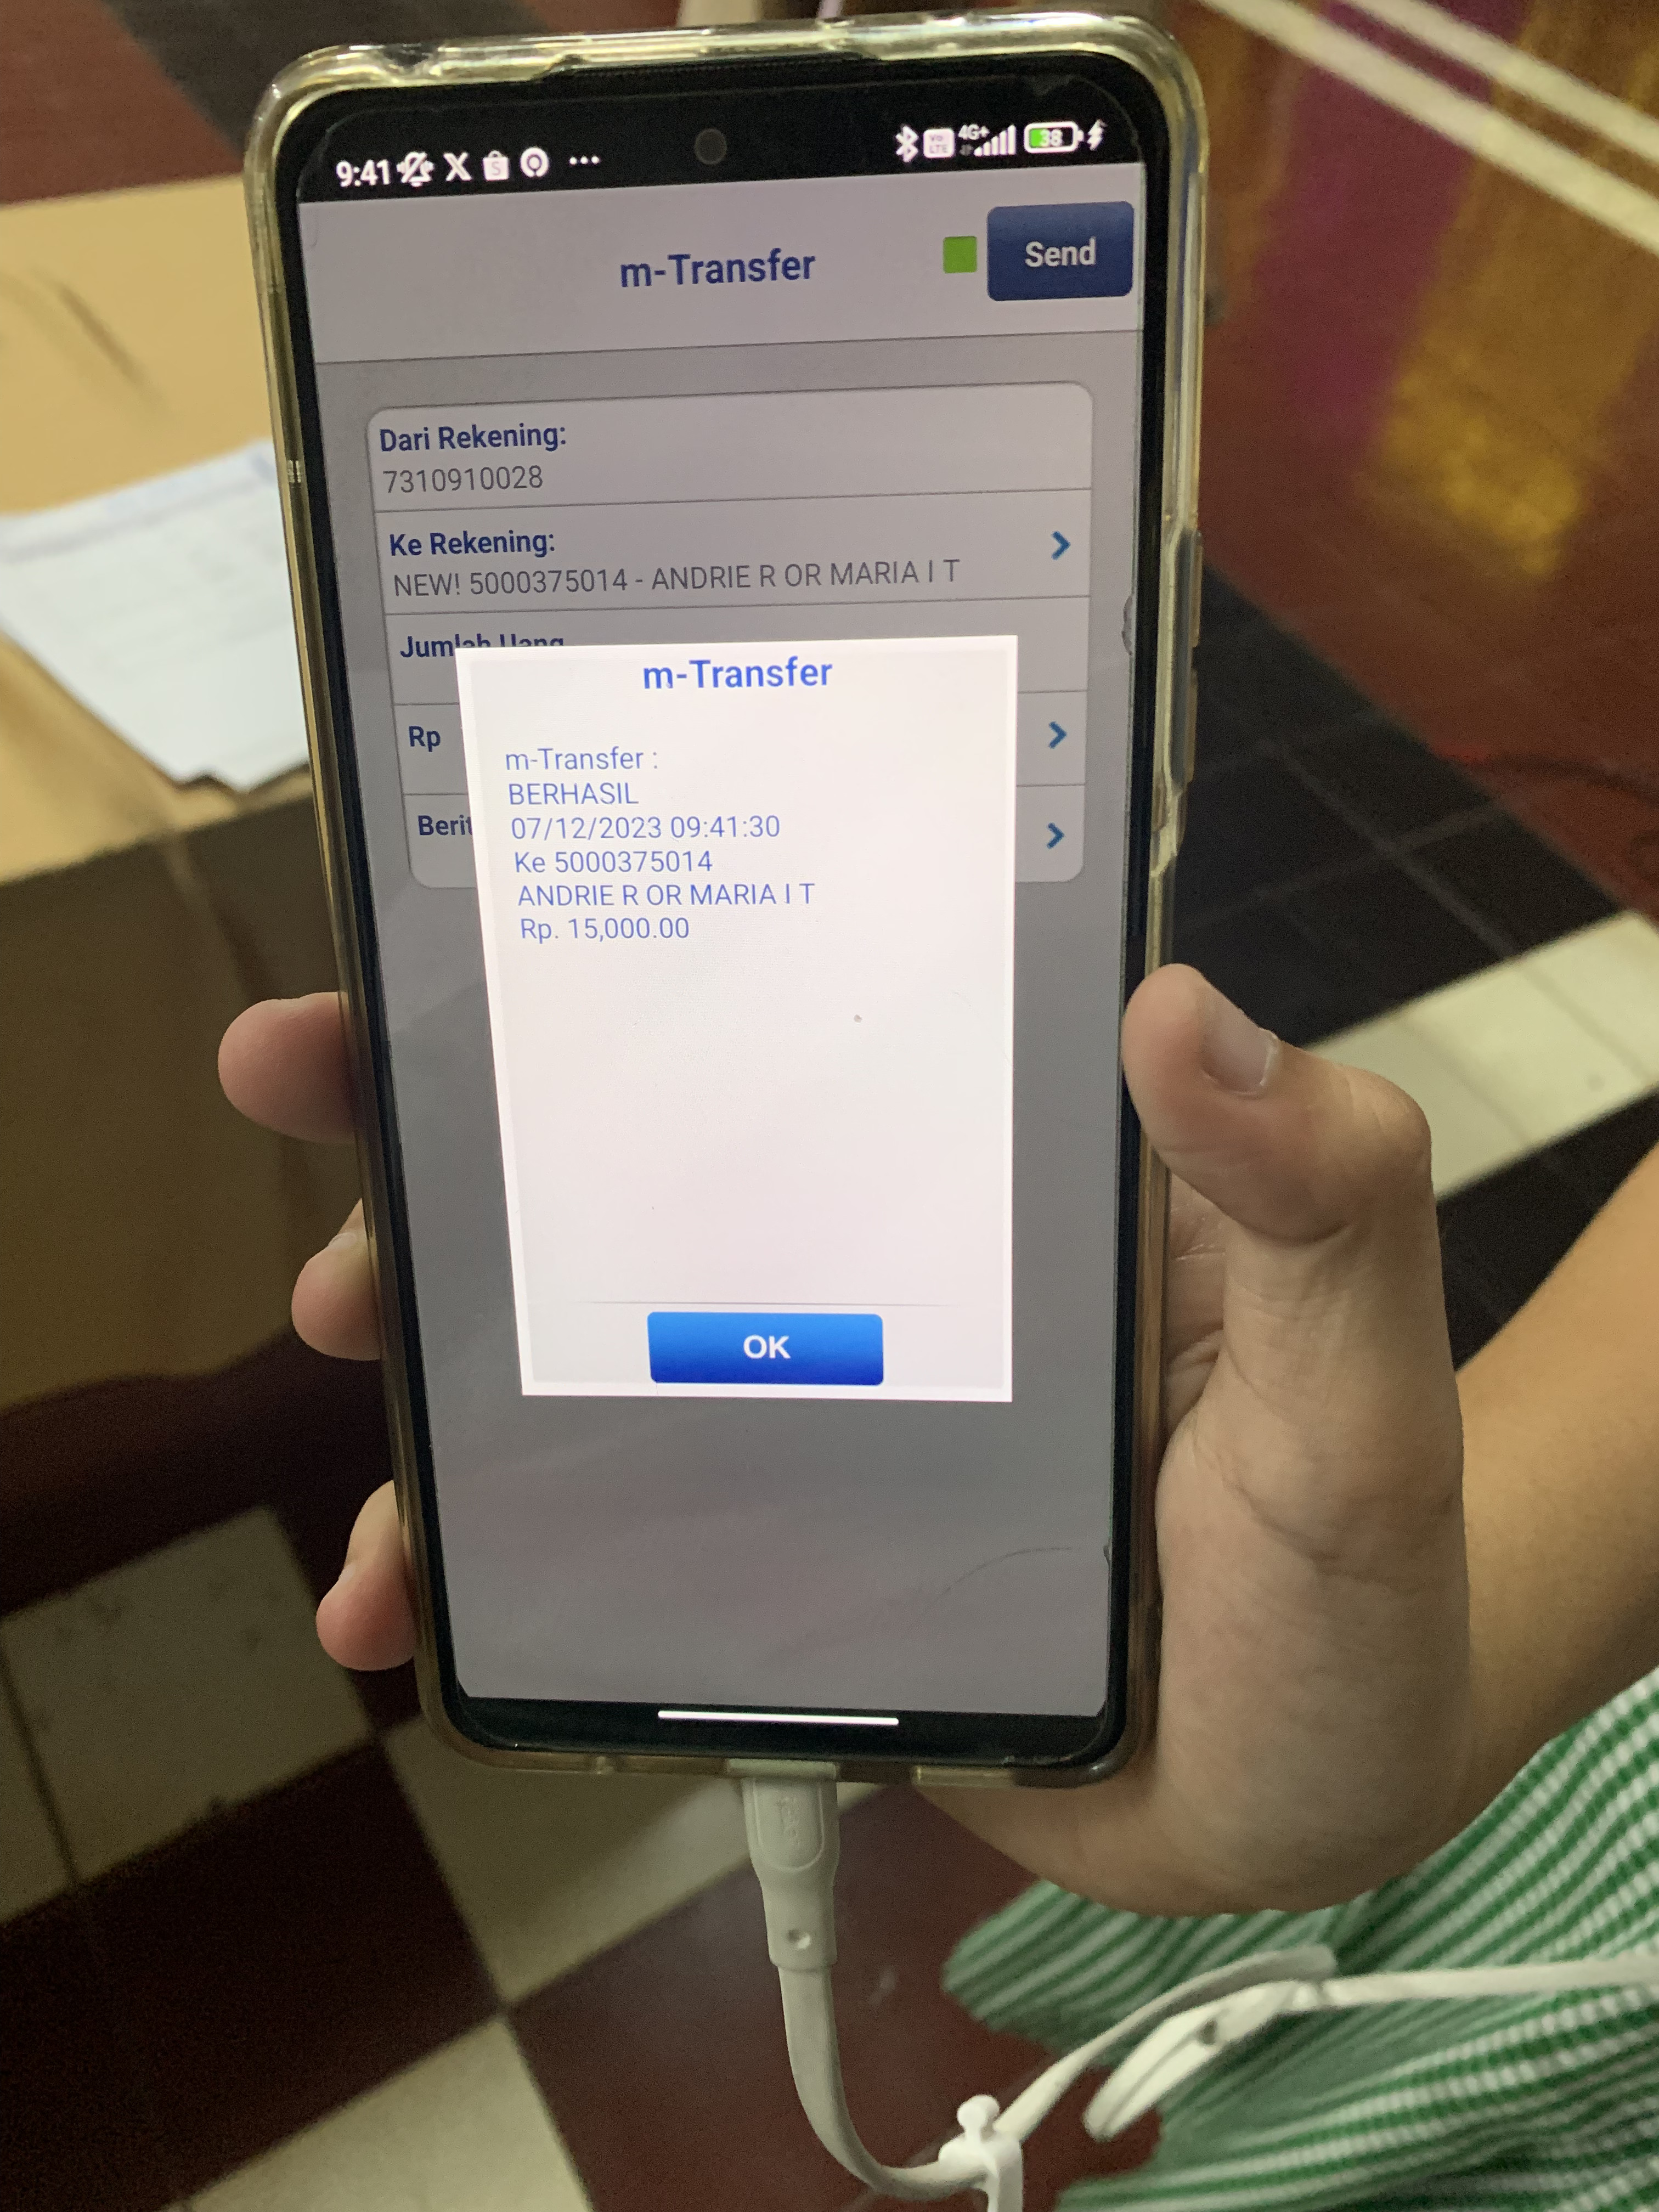 9:41
4G+
38
m-Transfer
Send
Dari Rekening:
7310910028
Ke Rekening:
NEW! 5000375014 - ANDRIE R OR MARIA I T
Jumlah Uang
Rp
Berit
m-Transfer
m-Transfer :
BERHASIL
07/12/2023 09:41:30
Ke 5000375014
ANDRIE R OR MARIA I T
Rp. 15,000.00
OK